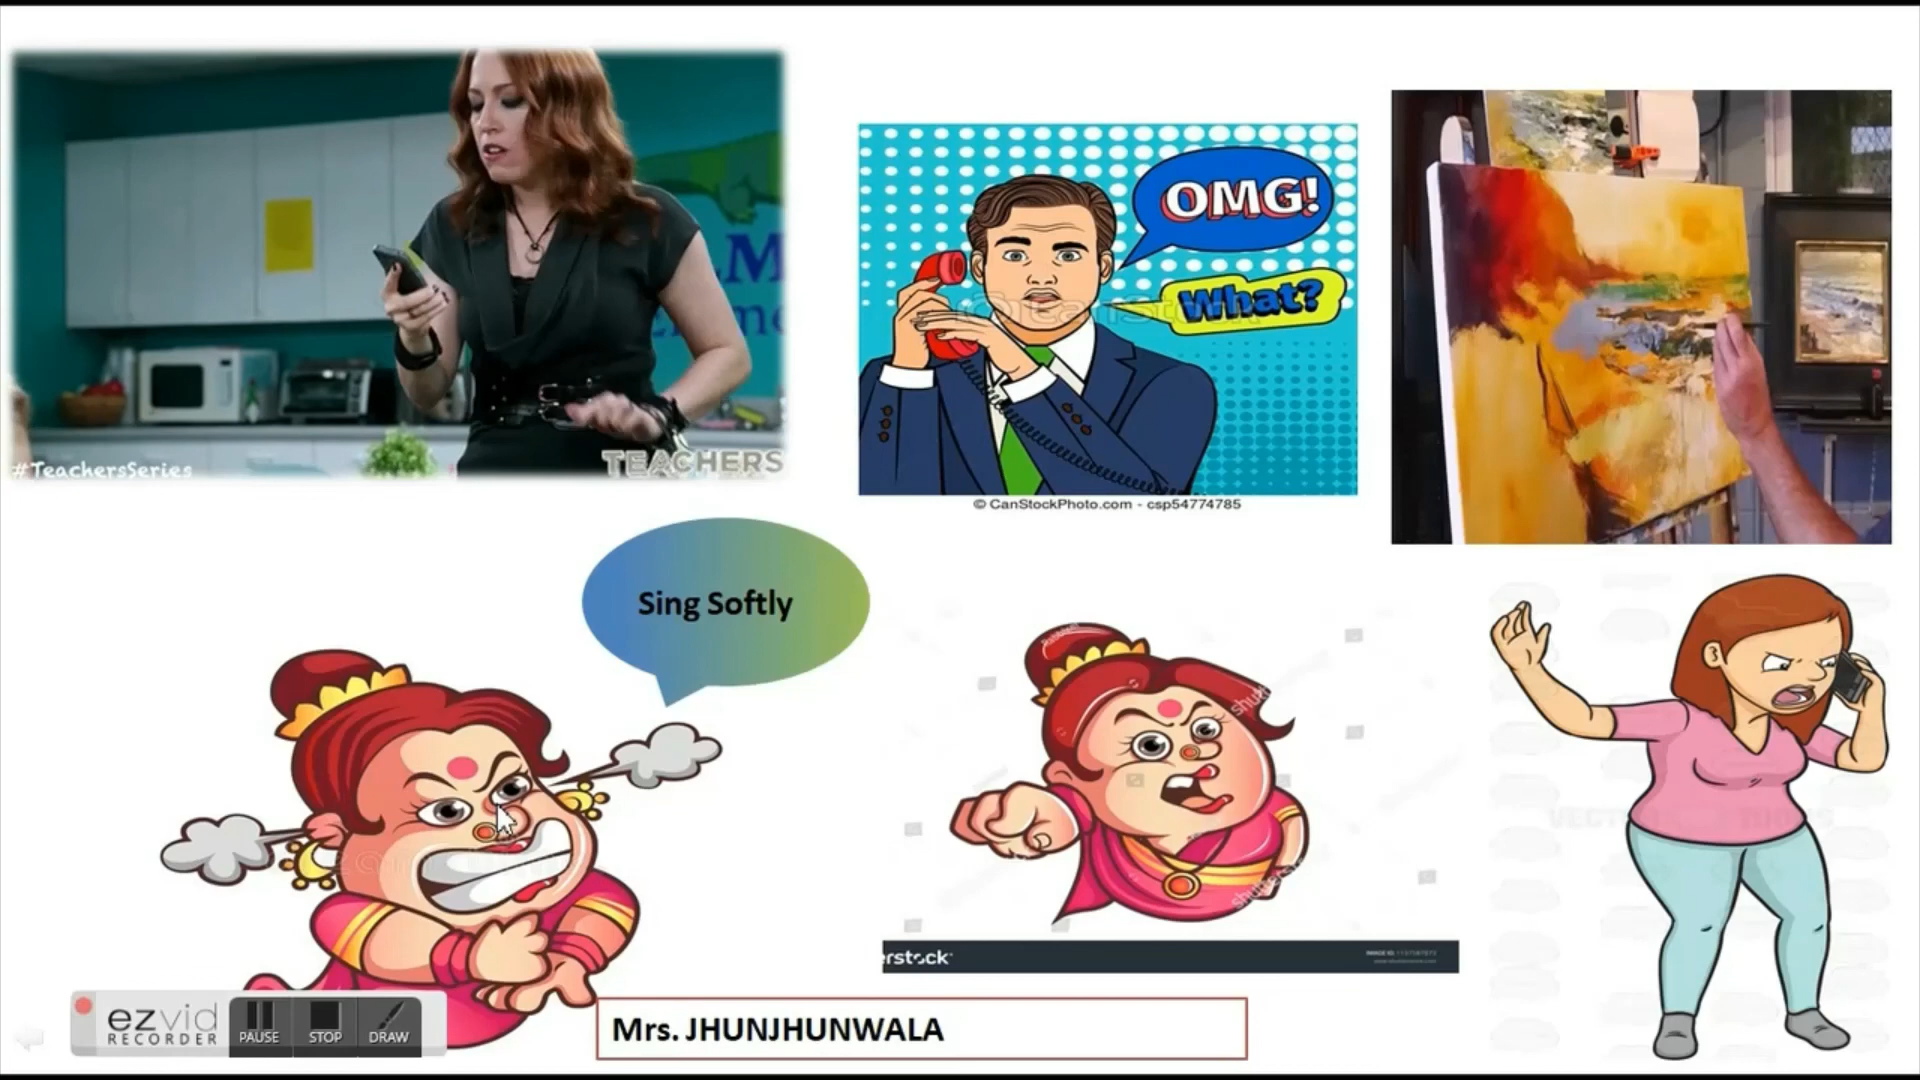 #TeachersSeries
TEACHERS
OMG!
What?
© CanStockPhoto.com - csp54774785
Sing Softly
erstock
Mrs. JHUNJHUNWALA
ezvid
RECORDER
PAUSE
STOP
DRAW